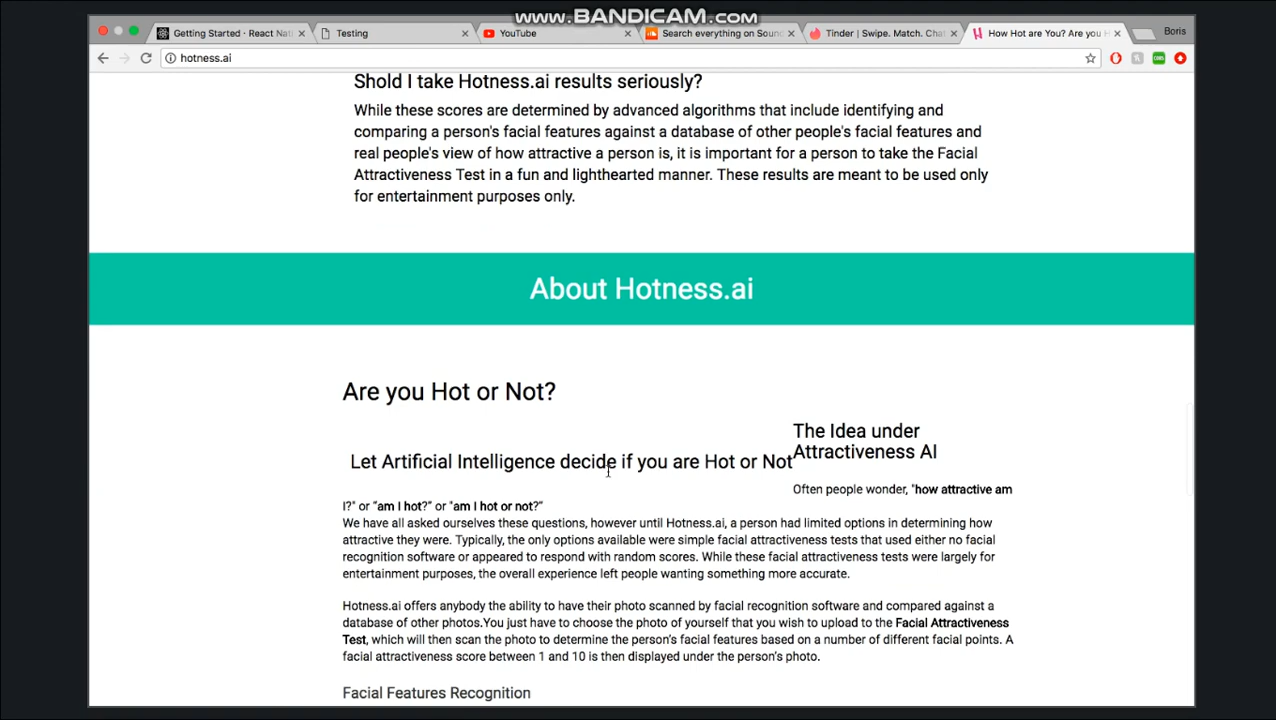 www.BANDICAM.com
Getting Started · React Nat
Testing
YouTube
Search everything on Soun
Tinder | Swipe. Match. Cha
How Hot are You? Are you H
Boris
hotness.ai
Shold I take Hotness.ai results seriously?
While these scores are determined by advanced algorithms that include identifying and
comparing a person's facial features against a database of other people's facial features and
real people's view of how attractive a person is, it is important for a person to take the Facial
Attractiveness Test in a fun and lighthearted manner. These results are meant to be used only
for entertainment purposes only.
About Hotness.ai
Are you Hot or Not?
The Idea under
Attractiveness AI
Let Artificial Intelligence decide if you are Hot or Not
Often people wonder, "how attractive am
I?" or "am I hot?" or "am I hot or not?"
We have all asked ourselves these questions, however until Hotness.ai, a person had limited options in determining how
attractive they were. Typically, the only options available were simple facial attractiveness tests that used either no facial
recognition software or appeared to respond with random scores. While these facial attractiveness tests were largely for
entertainment purposes, the overall experience left people wanting something more accurate.
Hotness.ai offers anybody the ability to have their photo scanned by facial recognition software and compared against a
database of other photos.You just have to choose the photo of yourself that you wish to upload to the Facial Attractiveness
Test, which will then scan the photo to determine the person's facial features based on a number of different facial points. A
facial attractiveness score between 1 and 10 is then displayed under the person's photo.
Facial Features Recognition